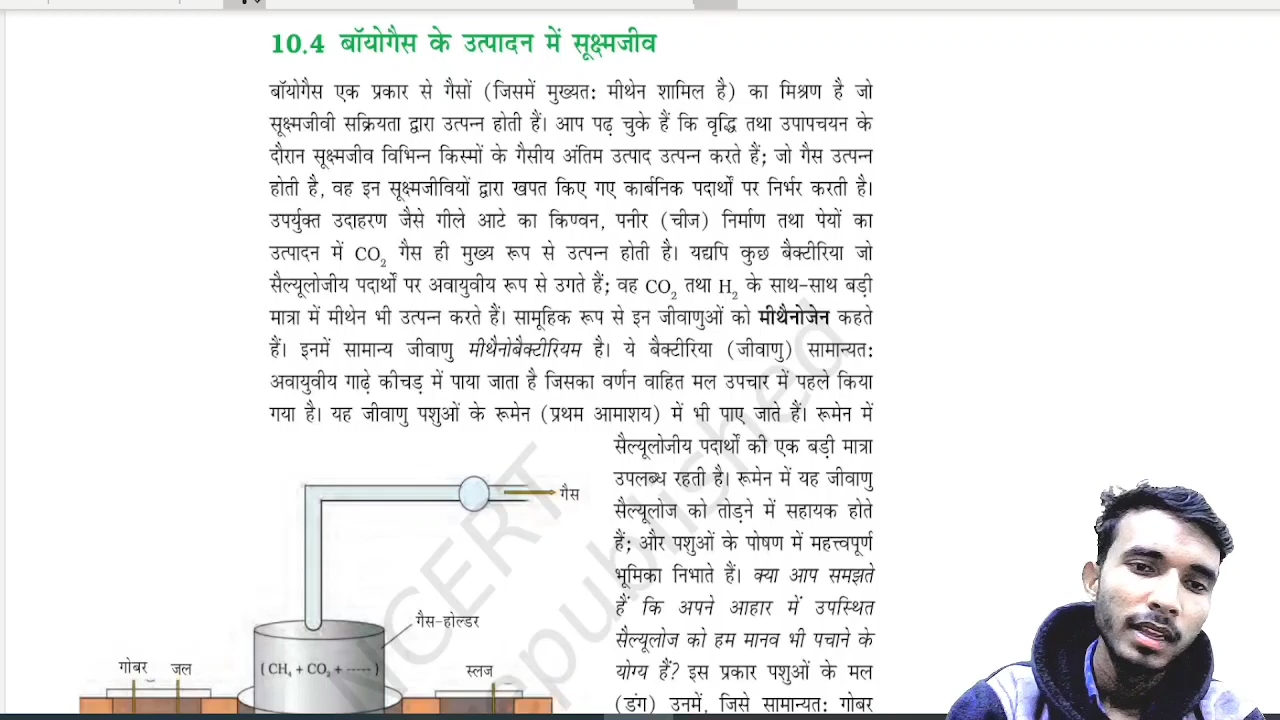 10.4 बॉयोगैस के उत्पादन में सूक्ष्मजीव
बॉयोगैस एक प्रकार से गैसों (जिसमें मुख्यतः मीथेन शामिल है) का मिश्रण है जो
सूक्ष्मजीवी सक्रियता द्वारा उत्पन्न होती हैं। आप पढ़ चुके हैं कि वृद्धि तथा उपापचयन के
दौरान सूक्ष्मजीव विभिन्न किस्मों के गैसीय अंतिम उत्पाद उत्पन्न करते हैं; जो गैस उत्पन्न
होती है, वह इन सूक्ष्मजीवियों द्वारा खपत किए गए कार्बनिक पदार्थों पर निर्भर करती है।
उपर्युक्त उदाहरण जैसे गीले आटे का किण्वन, पनीर (चीज) निर्माण तथा पेयों का
उत्पादन में CO₂ गैस ही मुख्य रूप से उत्पन्न होती है। यद्यपि कुछ बैक्टीरिया जो
सैल्यूलोजीय पदार्थों पर अवायुवीय रूप से उगते हैं; वह CO₂ तथा H₂ के साथ-साथ बड़ी
मात्रा में मीथेन भी उत्पन्न करते हैं। सामूहिक रूप से इन जीवाणुओं को मीथैनोजेन कहते
हैं। इनमें सामान्य जीवाणु मीथैनोबैक्टीरियम है। ये बैक्टीरिया (जीवाणु) सामान्यतः
अवायुवीय गाढ़े कीचड़ में पाया जाता है जिसका वर्णन वाहित मल उपचार में पहले किया
गया है। यह जीवाणु पशुओं के रूमेन (प्रथम आमाशय) में भी पाए जाते हैं। रूमेन में
सैल्यूलोजीय पदार्थों की एक बड़ी मात्रा
उपलब्ध रहती है। रूमेन में यह जीवाणु
सैल्यूलोज को तोड़ने में सहायक होते
हैं; और पशुओं के पोषण में महत्त्वपूर्ण
भूमिका निभाते हैं। क्या आप समझते
हैं कि अपने आहार में उपस्थित
सैल्यूलोज को हम मानव भी पचाने के
योग्य हैं? इस प्रकार पशुओं के मल
(डंग) उनमें, जिसे सामान्यतः गोबर
गैस
गैस-होल्डर
(CH₄ + CO₂ + -----)
गोबर
जल
स्लज
NCERT
republished